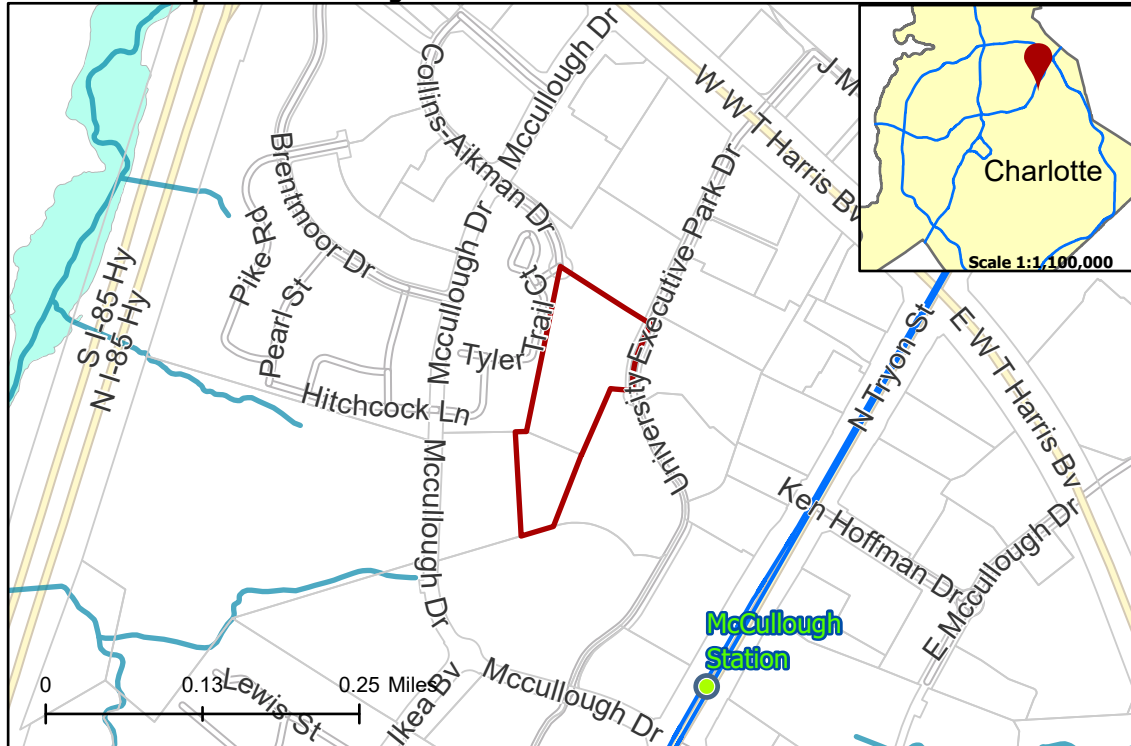 Collins-Aikman Dr
Mccullough Dr
W W T Harris Bv
Charlotte
Scale 1:1,100,000
Brentmoor Dr
Pike Rd
Pearl St
S I-85 Hy
N I-85 Hy
Mccullough Dr
Trail Ct
Tyler
Hitchcock Ln
University Executive Park Dr
N Tryon St
E W T Harris Bv
Mccullough Dr
Ken Hoffman Dr
E Mccullough Dr
McCullough
Station
0 0.13 0.25 Miles
Lewis St
Ikea Bv
Mccullough Dr